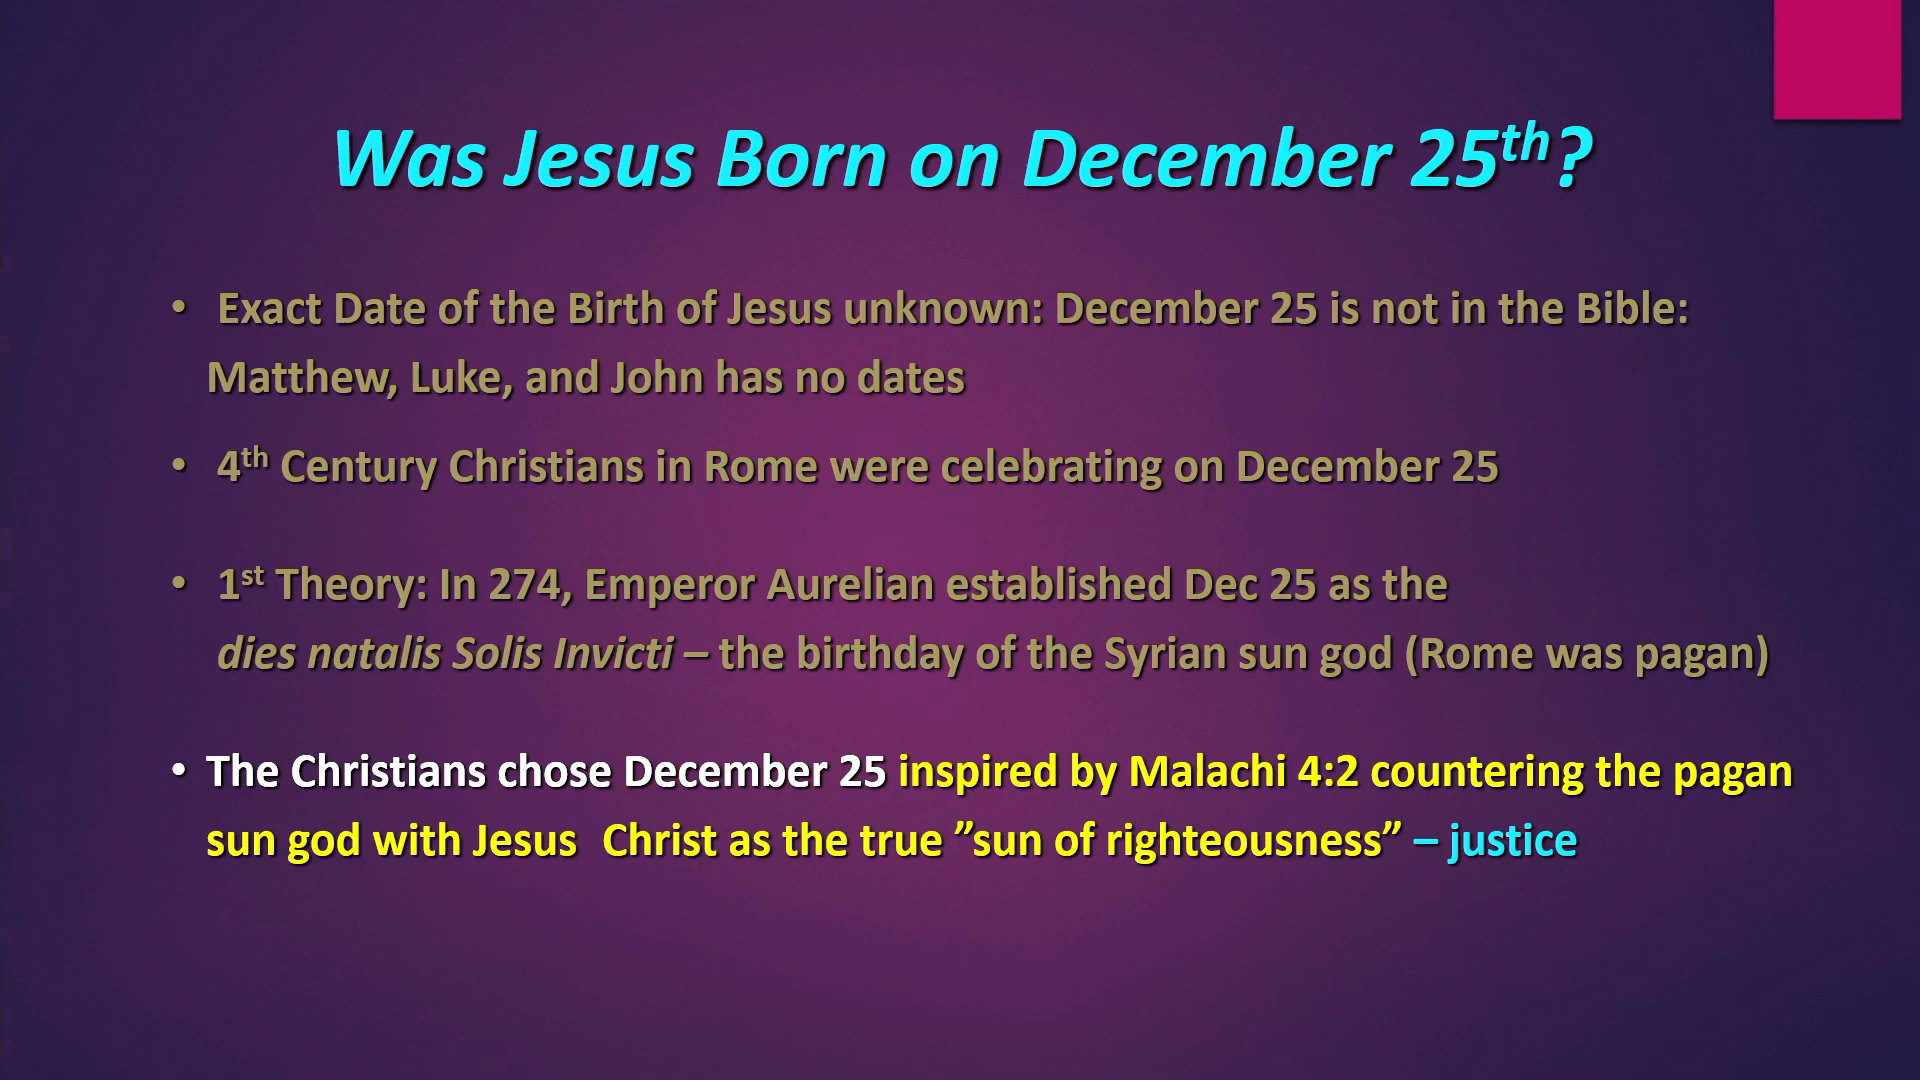 Was Jesus Born on December 25th?
• Exact Date of the Birth of Jesus unknown: December 25 is not in the Bible:
Matthew, Luke, and John has no dates
• 4th Century Christians in Rome were celebrating on December 25
• 1st Theory: In 274, Emperor Aurelian established Dec 25 as the
dies natalis Solis Invicti – the birthday of the Syrian sun god (Rome was pagan)
• The Christians chose December 25 inspired by Malachi 4:2 countering the pagan
sun god with Jesus  Christ as the true ”sun of righteousness” – justice